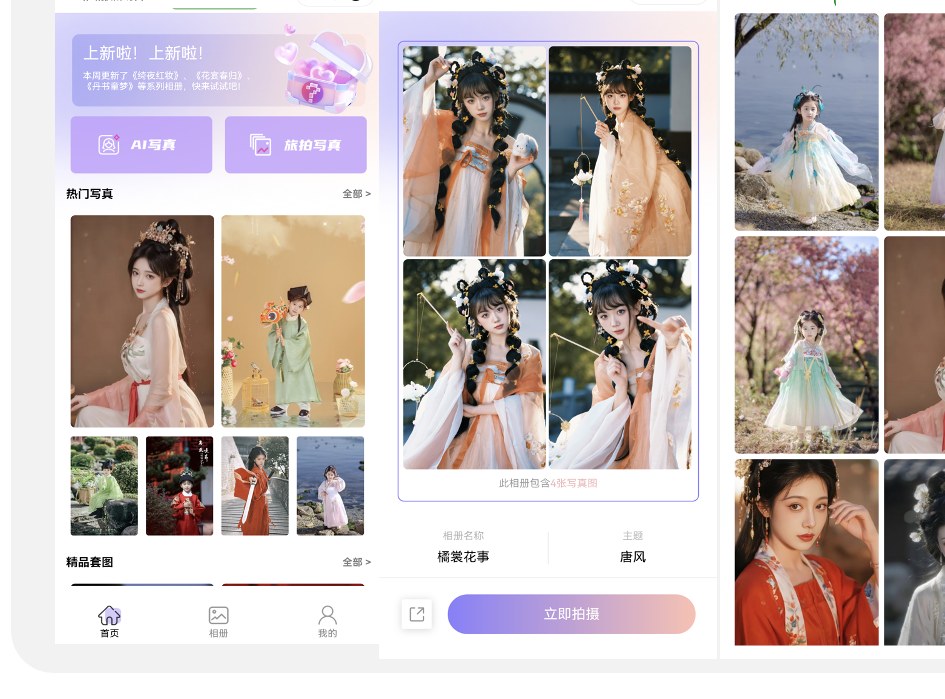 上新啦！上新啦！
本周更新了《绮夜红妆》、《花宴春归》、
《丹书童梦》等系列相册，快来试试吧！
AI写真
旅拍写真
热门写真
全部 >
精品套图
全部 >
首页
相册
我的
此相册包含4张写真图
相册名称
主题
橘裳花事
唐风
立即拍摄